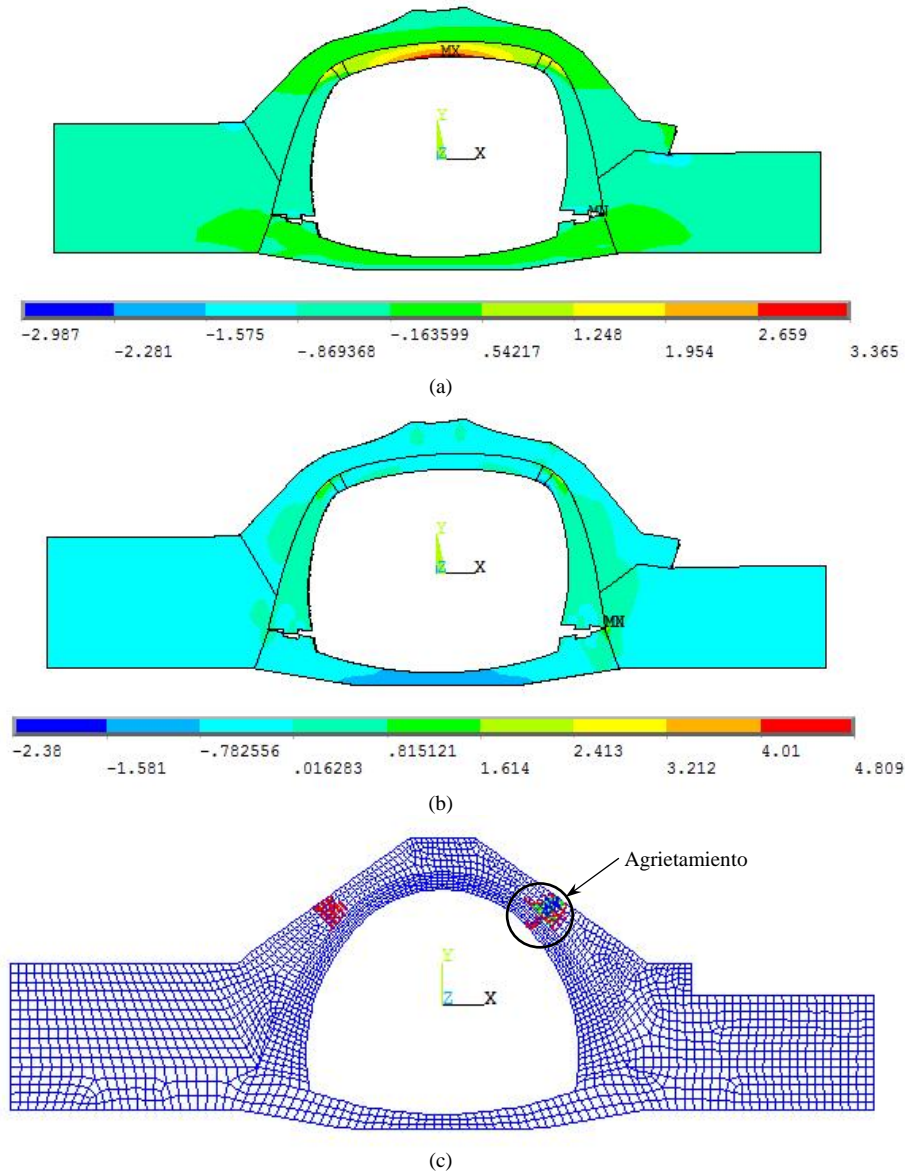 MX
Y
Z X
MN
-2.987 -1.575 -.163599 1.248 2.659
-2.281 -.869368 .54217 1.954 3.365
(a)
Y
Z X
MN
-2.38 -.782556 .815121 2.413 4.01
-1.581 .016283 1.614 3.212 4.809
(b)
Agrietamiento
Y
Z X
(c)